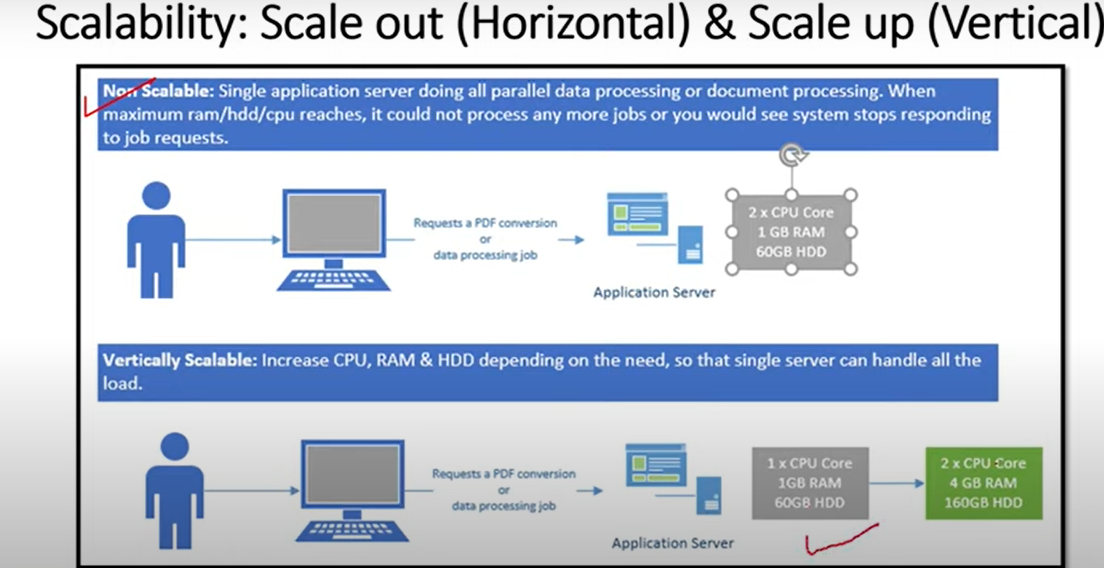 Scalability: Scale out (Horizontal) & Scale up (Vertical)
Non Scalable: Single application server doing all parallel data processing or document processing. When
maximum ram/hdd/cpu reaches, it could not process any more jobs or you would see system stops responding
to job requests.
Requests a PDF conversion
or
data processing job
2 x CPU Core
1 GB RAM
60GB HDD
Application Server
Vertically Scalable: Increase CPU, RAM & HDD depending on the need, so that single server can handle all the
load.
Requests a PDF conversion
or
data processing job
1 x CPU Core
1GB RAM
60GB HDD
2 x CPU Core
4 GB RAM
160GB HDD
Application Server